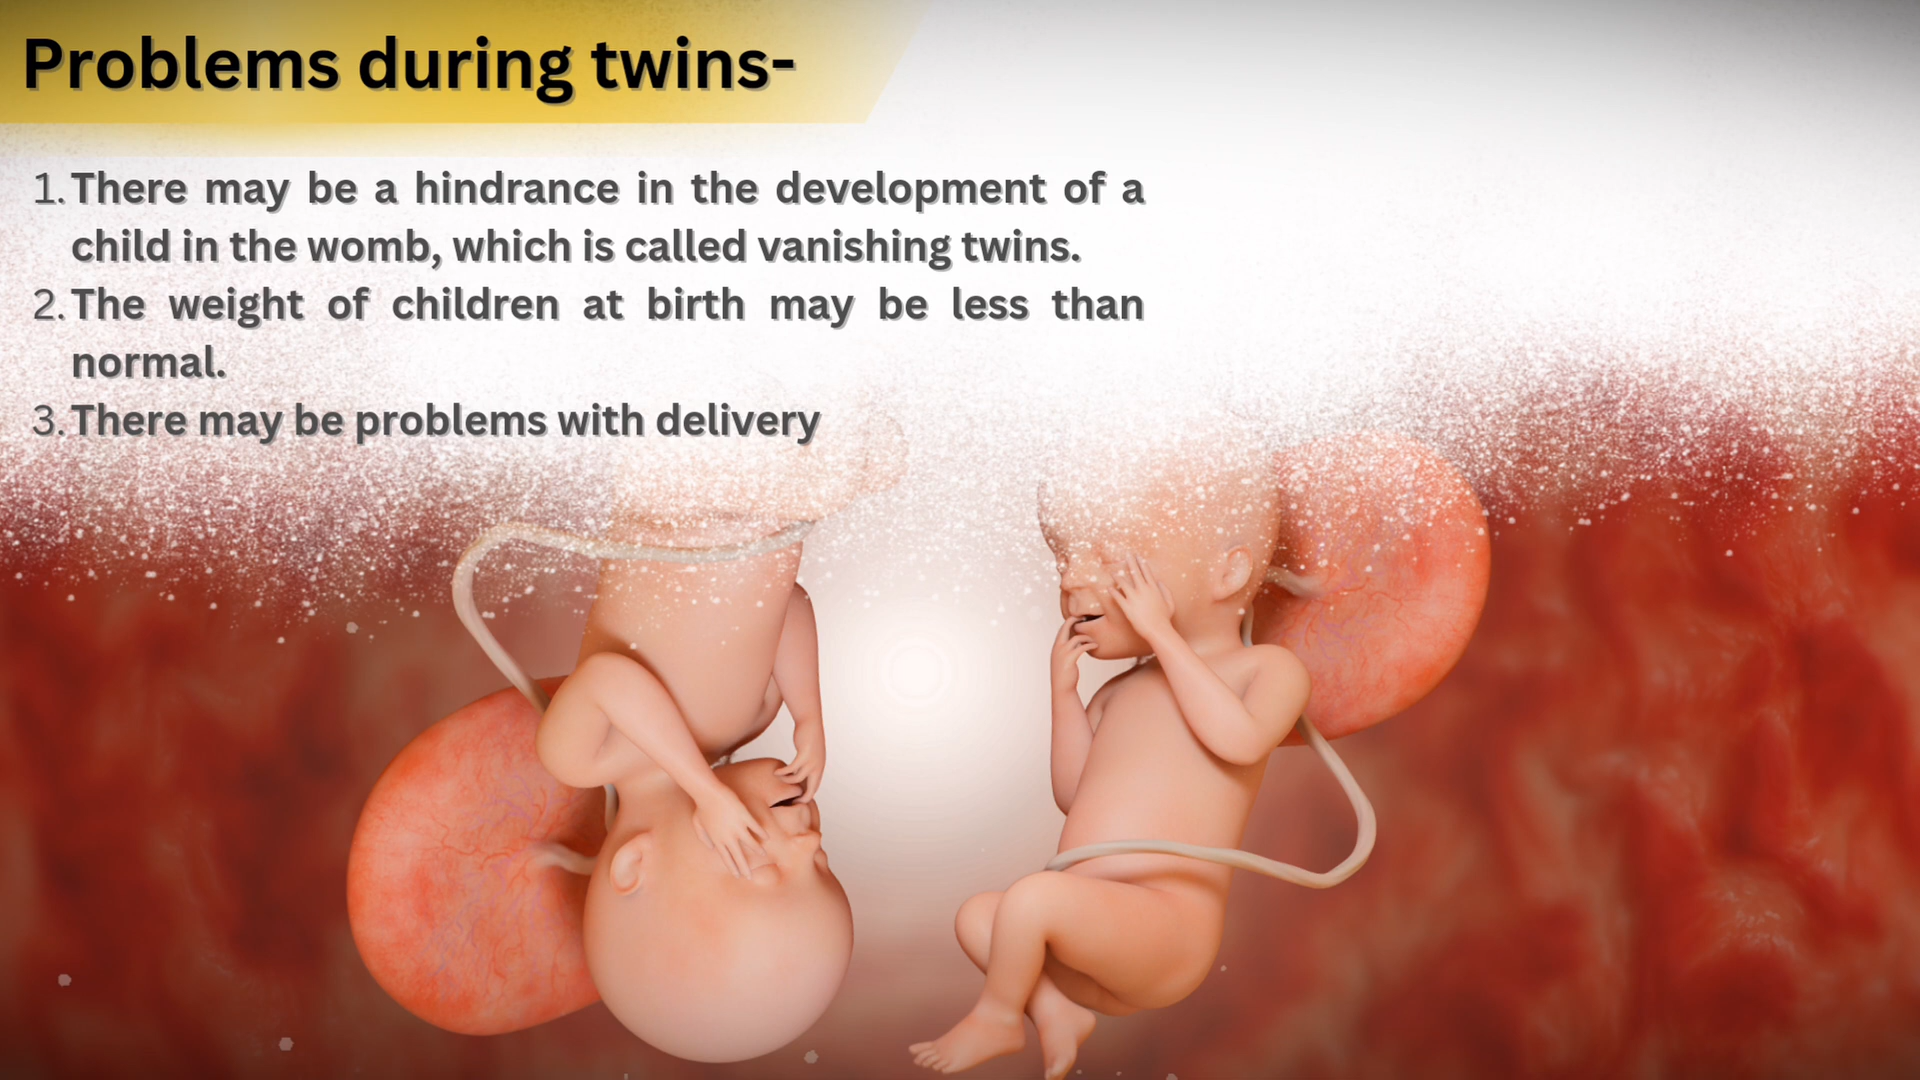 Problems during twins-
1. There may be a hindrance in the development of a
child in the womb, which is called vanishing twins.
2. The weight of children at birth may be less than
normal.
3. There may be problems with delivery